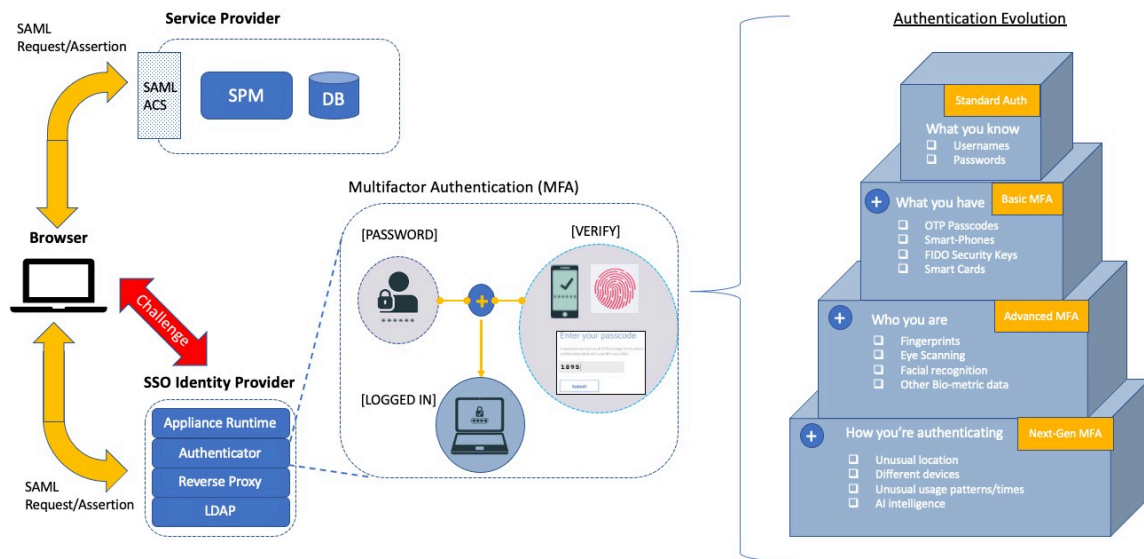 Service Provider
SAML
Request/Assertion
SAML
ACS
SPM
DB
Browser
Challenge
SSO Identity Provider
Appliance Runtime
Authenticator
Reverse Proxy
LDAP
SAML
Request/Assertion
Multifactor Authentication (MFA)
[PASSWORD]
[VERIFY]
Enter your passcode
1895
Submit
[LOGGED IN]
Authentication Evolution
Standard Auth
What you know
Usernames
Passwords
Basic MFA
What you have
OTP Passcodes
Smart-Phones
FIDO Security Keys
Smart Cards
Advanced MFA
Who you are
Fingerprints
Eye Scanning
Facial recognition
Other Bio-metric data
Next-Gen MFA
How you're authenticating
Unusual location
Different devices
Unusual usage patterns/times
AI intelligence